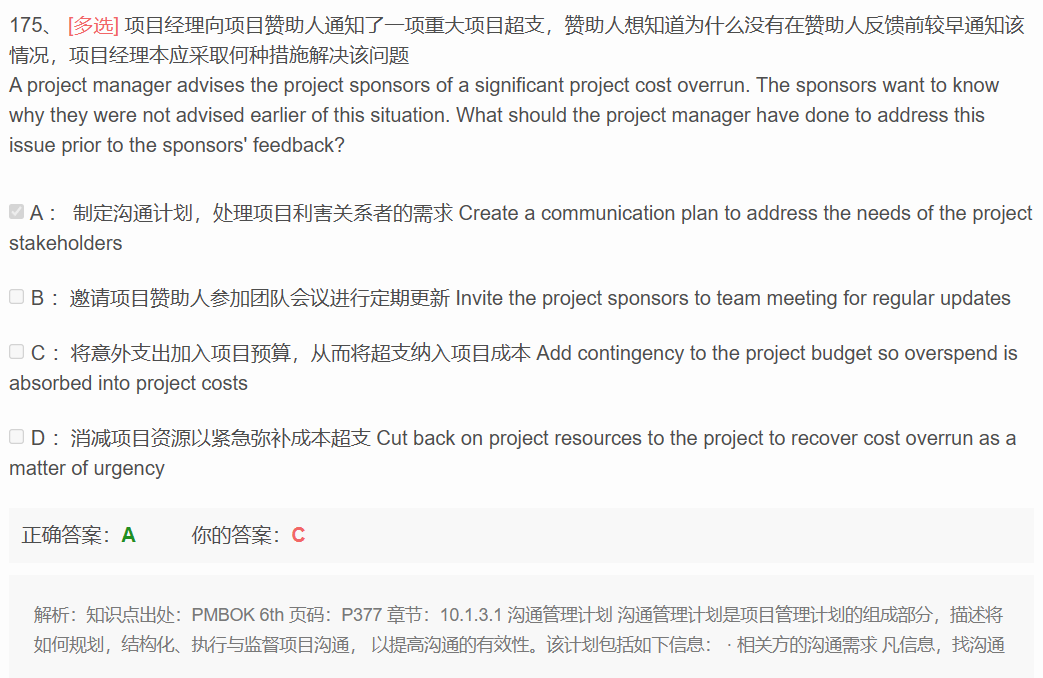 175、 [多选] 项目经理向项目赞助人通知了一项重大项目超支，赞助人想知道为什么没有在赞助人反馈前较早通知该
情况，项目经理本应采取何种措施解决该问题
A project manager advises the project sponsors of a significant project cost overrun. The sponsors want to know
why they were not advised earlier of this situation. What should the project manager have done to address this
issue prior to the sponsors' feedback?
A： 制定沟通计划，处理项目利害关系者的需求 Create a communication plan to address the needs of the project
stakeholders
B： 邀请项目赞助人参加团队会议进行定期更新 Invite the project sponsors to team meeting for regular updates
C： 将意外支出加入项目预算，从而将超支纳入项目成本 Add contingency to the project budget so overspend is
absorbed into project costs
D： 消减项目资源以紧急弥补成本超支 Cut back on project resources to the project to recover cost overrun as a
matter of urgency
正确答案：A 你的答案：C
解析：知识点出处：PMBOK 6th 页码：P377 章节：10.1.3.1 沟通管理计划 沟通管理计划是项目管理计划的组成部分，描述将
如何规划，结构化、执行与监督项目沟通， 以提高沟通的有效性。该计划包括如下信息： · 相关方的沟通需求 凡信息，找沟通